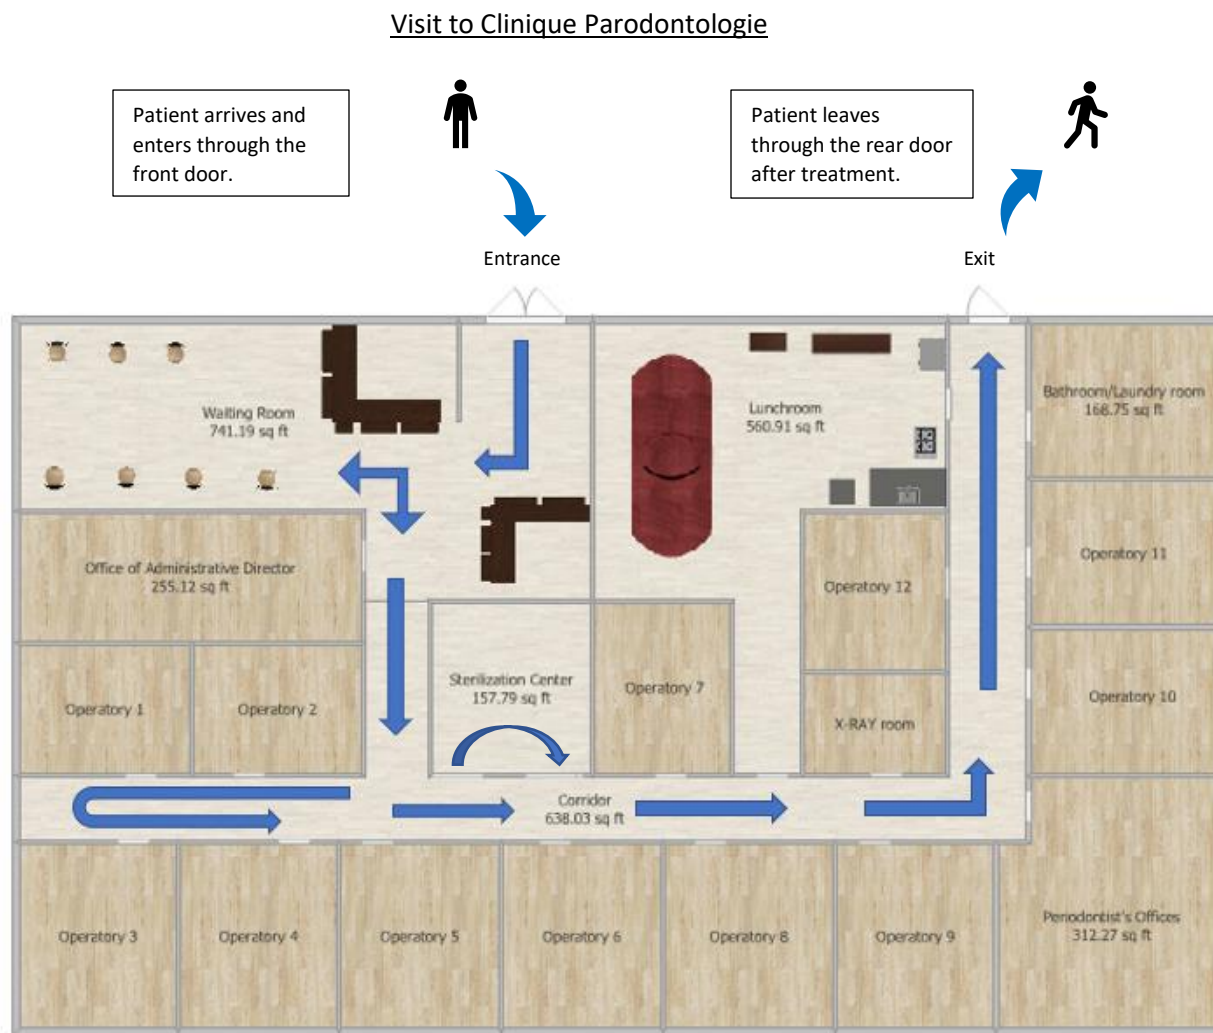 Visit to Clinique Parodontologie
Patient arrives and
enters through the
front door.
Patient leaves
through the rear door
after treatment.
Entrance
Exit
Waiting Room
741.19 sq ft
Lunchroom
560.91 sq ft
Bathroom/Laundry room
168.75 sq ft
Office of Administrative Director
255.12 sq ft
Operatory 12
Operatory 11
Operatory 1
Operatory 2
Sterilization Center
157.79 sq ft
Operatory 7
X-RAY room
Operatory 10
Corridor
638.03 sq ft
Operatory 3
Operatory 4
Operatory 5
Operatory 6
Operatory 8
Operatory 9
Periodontist's Offices
312.27 sq ft